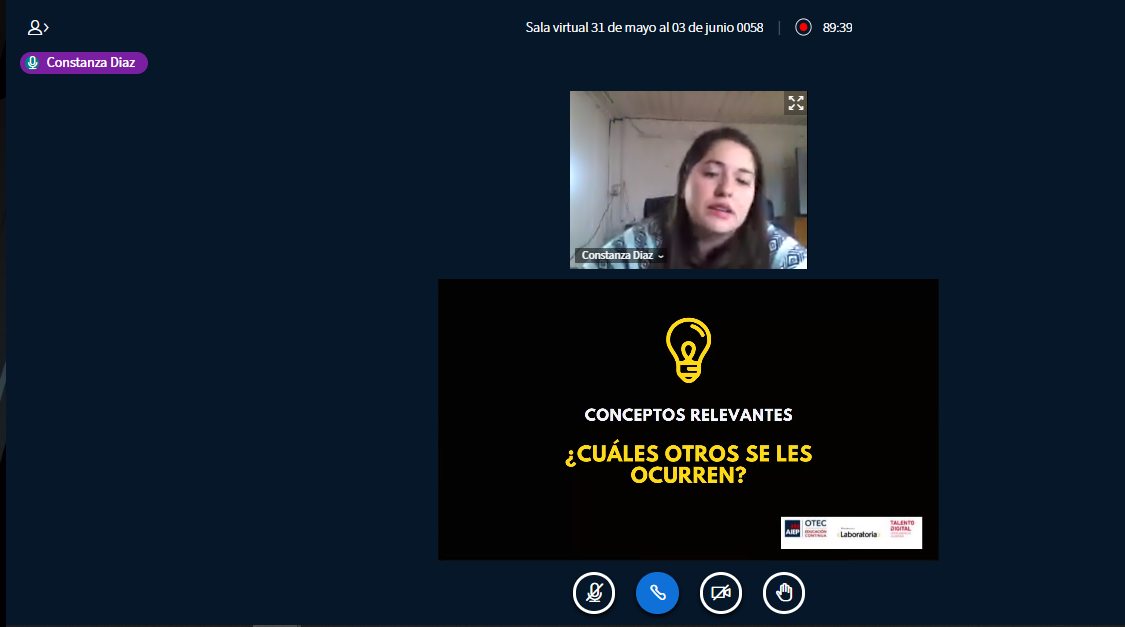 Sala virtual 31 de mayo al 03 de junio 0058
89:39
Constanza Diaz
Constanza Diaz
CONCEPTOS RELEVANTES
¿CUÁLES OTROS SE LES
OCURREN?
AIEP
OTEC
EDUCACIÓN
CONTINUA
Laboratoria
TALENTO
DIGITAL